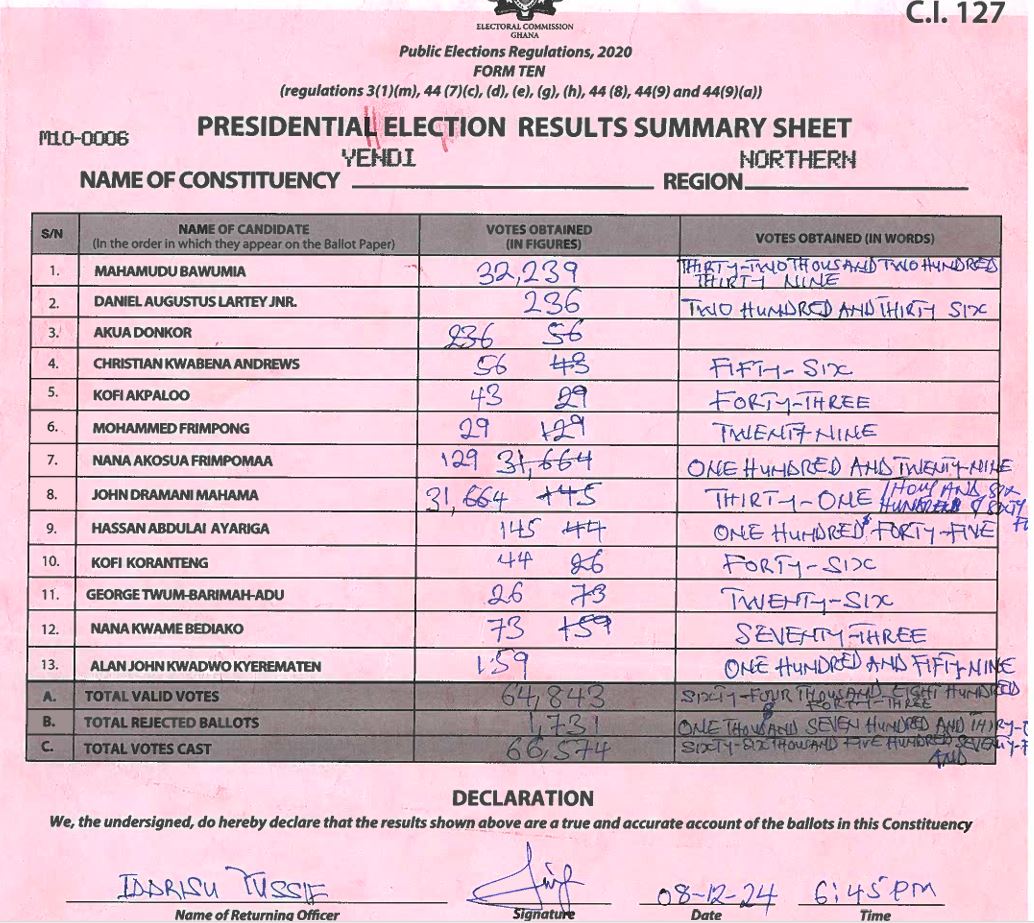 C.I. 127
ELECTORAL COMMISSION
GHANA
Public Elections Regulations, 2020
FORM TEN
(regulations 3(1)(m), 44 (7)(c), (d), (e), (g), (h), 44 (8), 44(9) and 44(9)(a))
M10-0006
PRESIDENTIAL ELECTION RESULTS SUMMARY SHEET
YENDI NORTHERN
NAME OF CONSTITUENCY REGION
S/N NAME OF CANDIDATE (In the order in which they appear on the Ballot Paper) VOTES OBTAINED (IN FIGURES) VOTES OBTAINED (IN WORDS)
1. MAHAMUDU BAWUMIA 32,239 THIRTY-TWO THOUSAND TWO HUNDRED THIRTY NINE
2. DANIEL AUGUSTUS LARTEY JNR. 236 TWO HUNDRED AND THIRTY SIX
3. AKUA DONKOR 236 56
4. CHRISTIAN KWABENA ANDREWS 56 43 FIFTY-SIX
5. KOFI AKPALOO 43 29 FORTY-THREE
6. MOHAMMED FRIMPONG 29 129 TWENTY-NINE
7. NANA AKOSUA FRIMPOMAA 129 31,664 ONE HUNDRED AND TWENTY-NINE
8. JOHN DRAMANI MAHAMA 31,664 145 THIRTY-ONE THOUSAND SIX HUNDRED & SIXTY
9. HASSAN ABDULAI AYARIGA 145 44 ONE HUNDRED & FORTY-FIVE
10. KOFI KORANTENG 44 26 FORTY-SIX
11. GEORGE TWUM-BARIMAH-ADU 26 73 TWENTY-SIX
12. NANA KWAME BEDIAKO 73 159 SEVENTY-THREE
13. ALAN JOHN KWADWO KYEREMATEN 159 ONE HUNDRED AND FIFTY-NINE
A. TOTAL VALID VOTES 64,843 SIXTY-FOUR THOUSAND EIGHT HUNDRED & FORTY-THREE
B. TOTAL REJECTED BALLOTS 1,731 ONE THOUSAND SEVEN HUNDRED AND THIRTY-
C. TOTAL VOTES CAST 66,574 SIXTY-SIX THOUSAND FIVE HUNDRED AND SEVENTY-F
DECLARATION
We, the undersigned, do hereby declare that the results shown above are a true and accurate account of the ballots in this Constituency
IDDRISU YUSSIF 08-12-24 6:45PM
Name of Returning Officer Signature Date Time